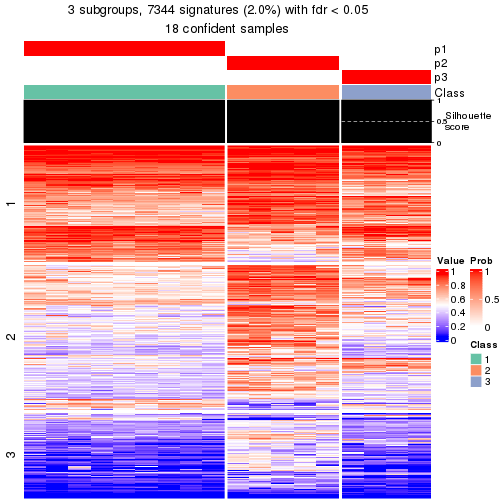 3 subgroups, 7344 signatures (2.0%) with fdr < 0.05
18 confident samples
p1
p2
p3
Class
1
0.5
0
Silhouette
score
1
2
3
Value
1
0.8
0.6
0.4
0.2
0
Prob
1
0.5
0
Class
1
2
3